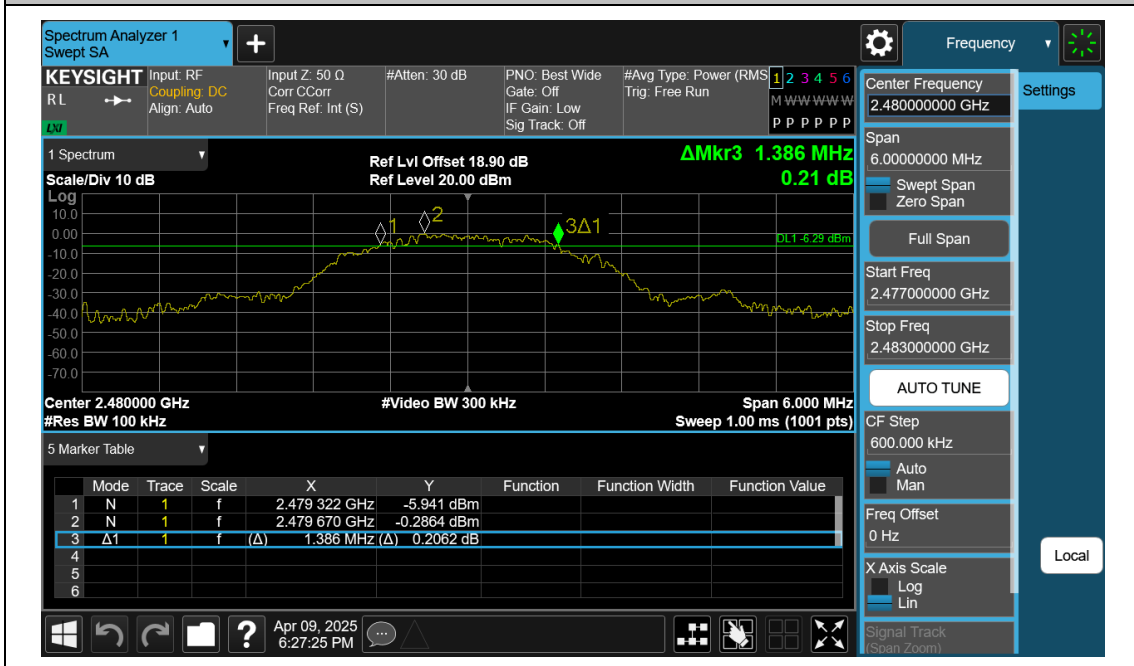 Spectrum Analyzer 1
Swept SA
+
Frequency
KEYSIGHT
RL
LXI
Input: RF
Coupling: DC
Align: Auto
Input Z: 50 Ω
Corr CCorr
Freq Ref: Int (S)
#Atten: 30 dB
PNO: Best Wide
Gate: Off
IF Gain: Low
Sig Track: Off
#Avg Type: Power (RMS
Trig: Free Run
1 2 3 4 5 6
M W W W W W
P P P P P P
1 Spectrum
Scale/Div 10 dB
Ref Lvl Offset 18.90 dB
Ref Level 20.00 dBm
ΔMkr3 1.386 MHz
0.21 dB
Log
10.0
0.00
-10.0
-20.0
-30.0
-40.0
-50.0
-60.0
-70.0
1
2
3Δ1
DL1 -6.29 dBm
Center 2.480000 GHz
#Video BW 300 kHz
Span 6.000 MHz
#Res BW 100 kHz
Sweep 1.00 ms (1001 pts)
5 Marker Table
Mode Trace Scale X Y Function Function Width Function Value
1 N 1 f 2.479 322 GHz -5.941 dBm
2 N 1 f 2.479 670 GHz -0.2864 dBm
3 Δ1 1 f (Δ) 1.386 MHz (Δ) 0.2062 dB
4
5
6
?
Apr 09, 2025
6:27:25 PM
Center Frequency
2.480000000 GHz
Settings
Span
6.00000000 MHz
Swept Span
Zero Span
Full Span
Start Freq
2.477000000 GHz
Stop Freq
2.483000000 GHz
AUTO TUNE
CF Step
600.000 kHz
Auto
Man
Freq Offset
0 Hz
X Axis Scale
Log
Lin
Local
Signal Track
(Span Zoom)